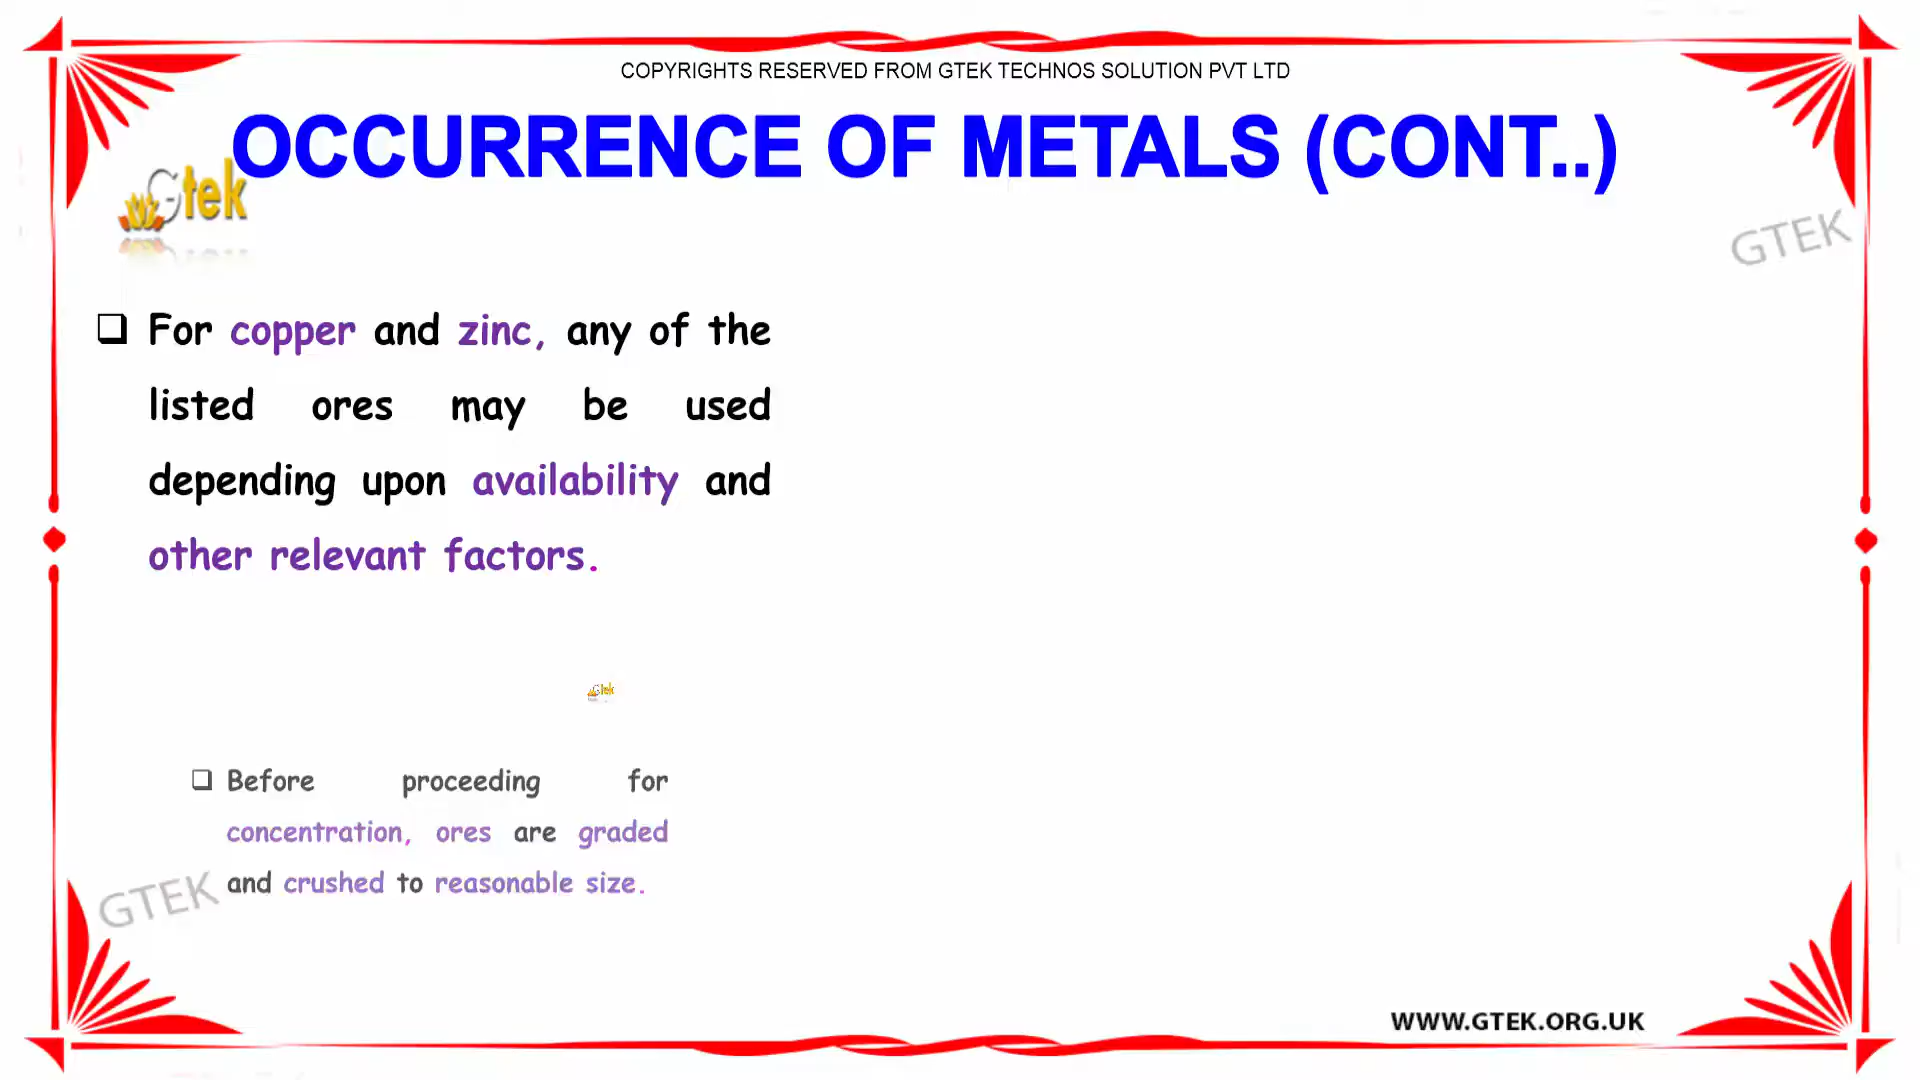 COPYRIGHTS RESERVED FROM GTEK TECHNOS SOLUTION PVT LTD
OCCURRENCE OF METALS (CONT..)
Gtek
GTEK
❑ For copper and zinc, any of the
listed ores may be used
depending upon availability and
other relevant factors.
Gtek
❑ Before proceeding for
concentration, ores are graded
and crushed to reasonable size.
GTEK
WWW.GTEK.ORG.UK